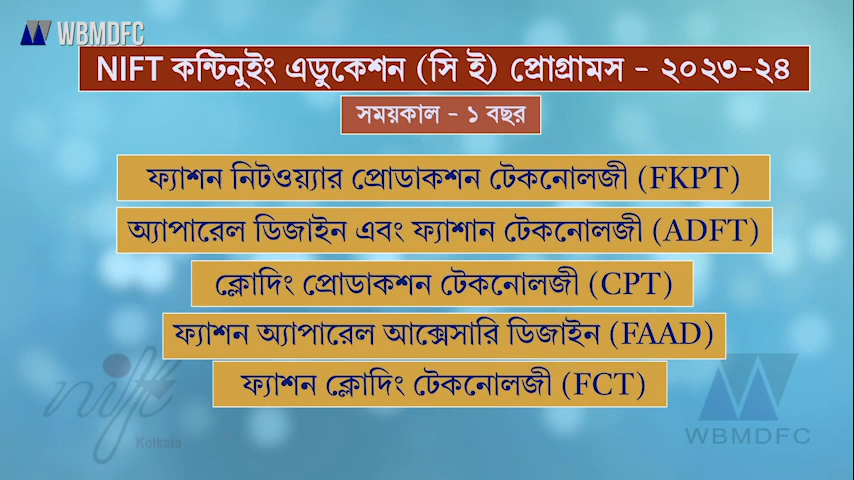 WBMDFC
NIFT কন্টিনুইং এডুকেশন (সি ই) প্রোগ্রামস - ২০২৩-২৪
সময়কাল - ১ বছর
ফ্যাশন নিটওয়্যার প্রোডাকশন টেকনোলজী (FKPT)
অ্যাপারেল ডিজাইন এবং ফ্যাশান টেকনোলজী (ADFT)
ক্লোদিং প্রোডাকশন টেকনোলজী (CPT)
ফ্যাশন অ্যাপারেল আক্সেসারি ডিজাইন (FAAD)
ফ্যাশন ক্লোদিং টেকনোলজী (FCT)
nift
Kolkata
WBMDFC